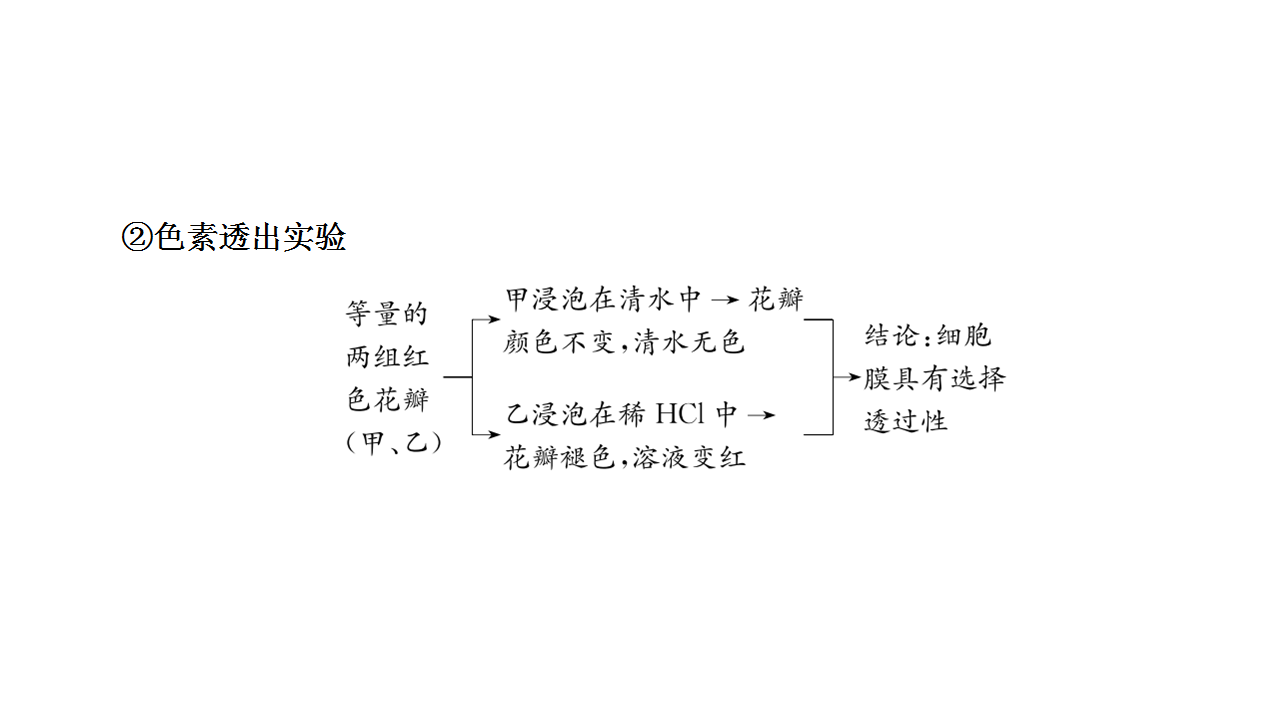 ②色素透出实验
等量的
两组红
色花瓣
(甲、乙)
甲浸泡在清水中→花瓣
颜色不变,清水无色
乙浸泡在稀 HCl 中→
花瓣褪色,溶液变红
结论:细胞
膜具有选择
透过性